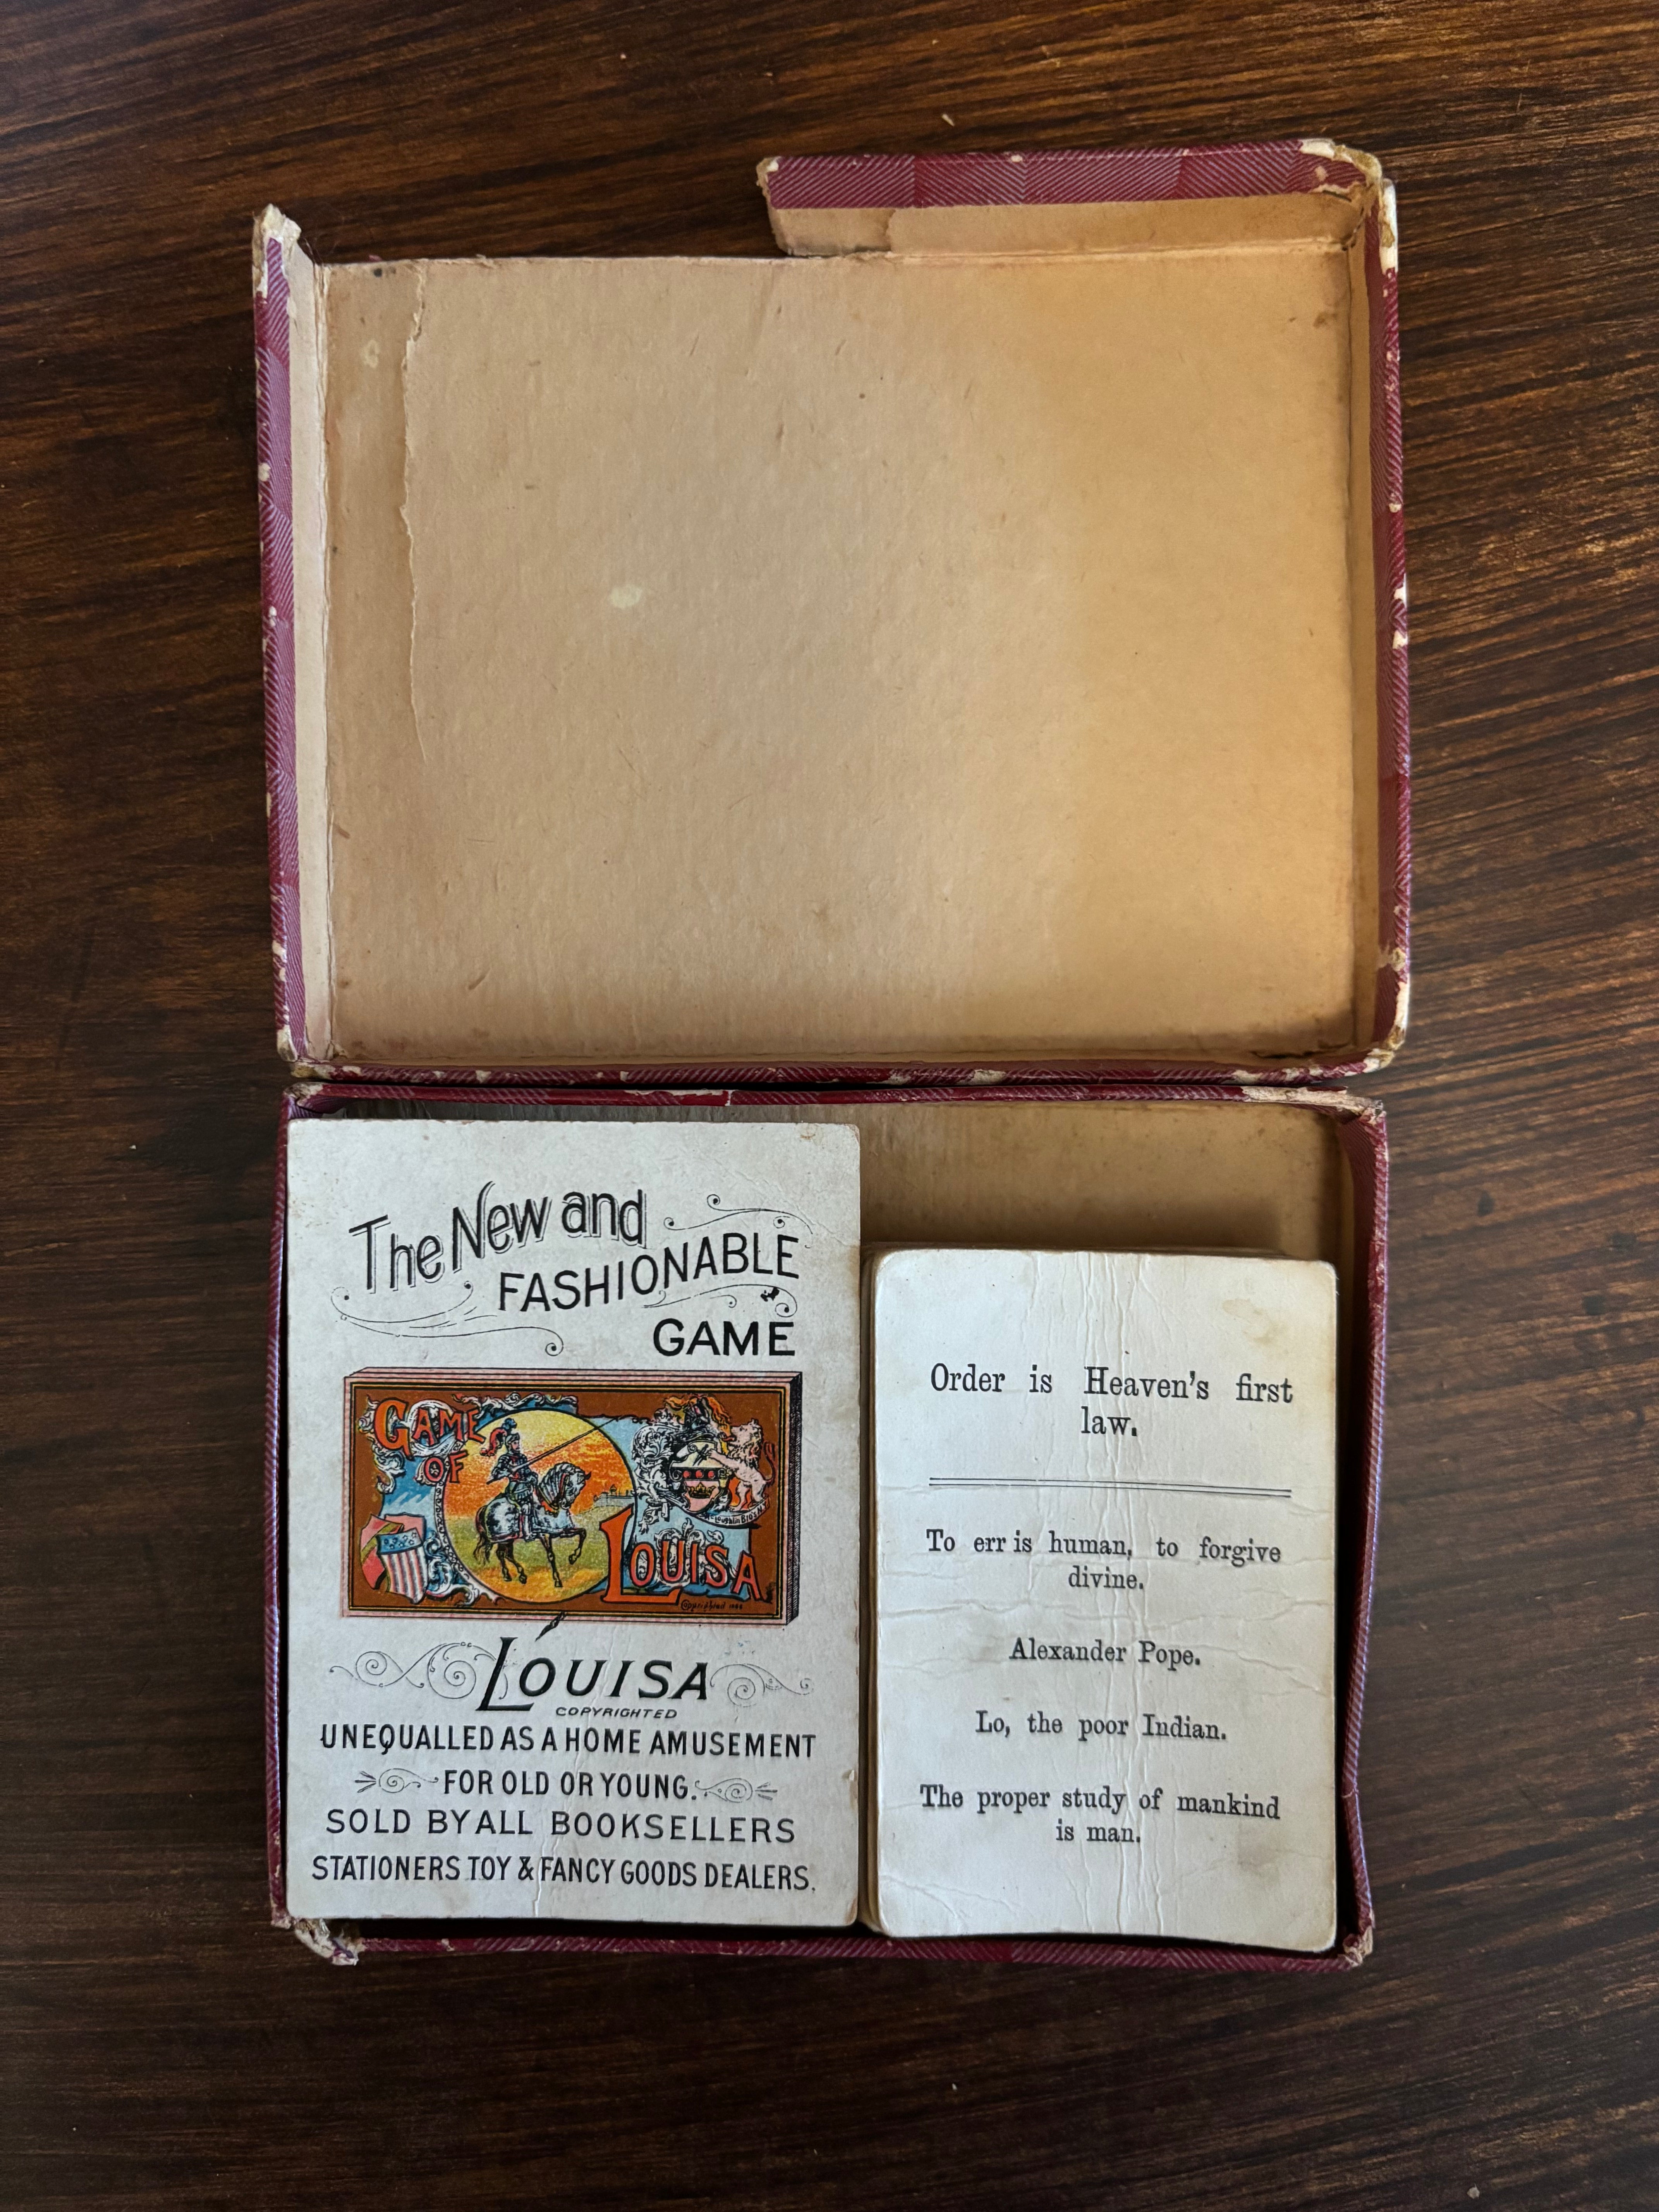 The New and
FASHIONABLE
GAME
GAME
OF
LOUISA
LOUISA
COPYRIGHTED
UNEQUALLED AS A HOME AMUSEMENT
FOR OLD OR YOUNG.
SOLD BY ALL BOOKSELLERS
STATIONERS TOY & FANCY GOODS DEALERS.
Order is Heaven's first
law.
To err is human, to forgive
divine.
Alexander Pope.
Lo, the poor Indian.
The proper study of mankind
is man.